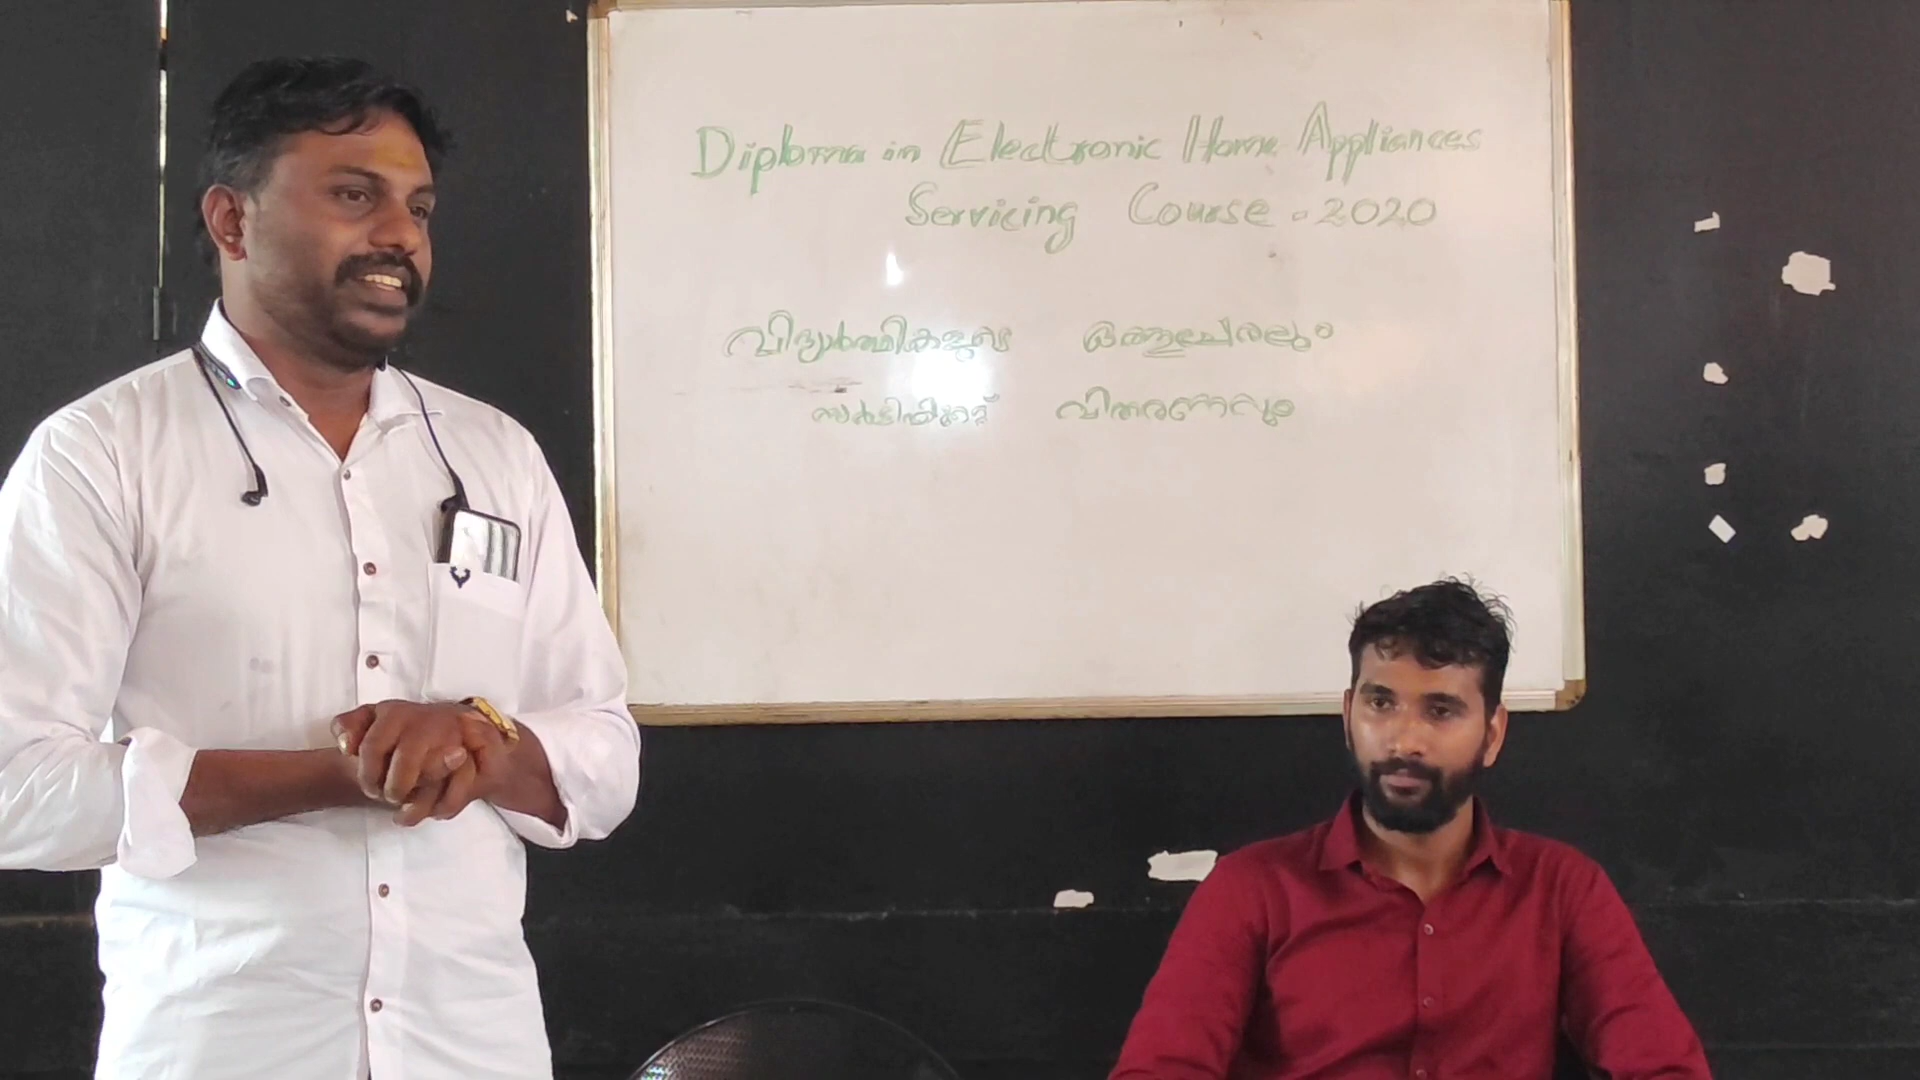 Diploma in Electronic Home Appliances
Servicing Course - 2020
വിദ്യാർത്ഥികളുടെ ഒത്തുചേരലും
സർട്ടിഫിക്കറ്റ് വിതരണവും